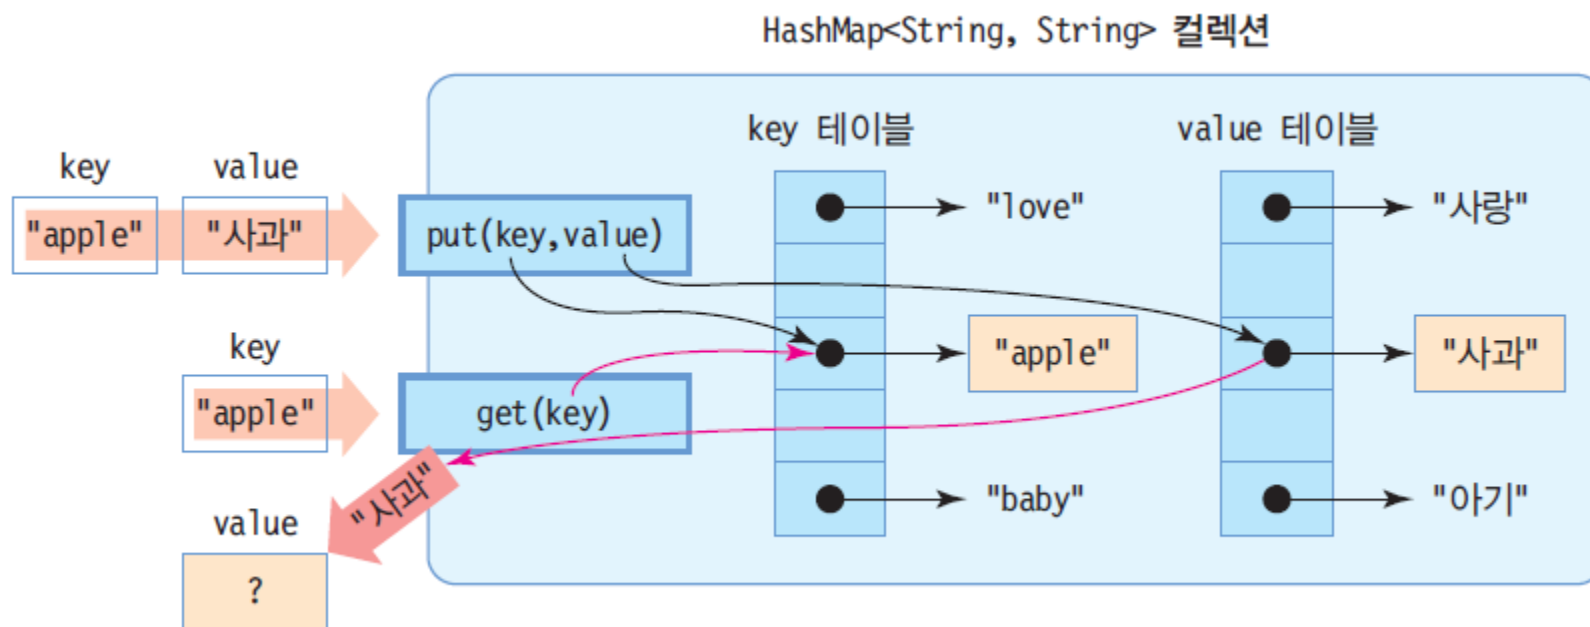 HashMap<String, String> 컬렉션
key 테이블
value 테이블
key
value
"apple"
"사과"
put(key,value)
"love"
"사랑"
"apple"
"사과"
key
"apple"
get(key)
"사과"
"baby"
"아기"
value
?